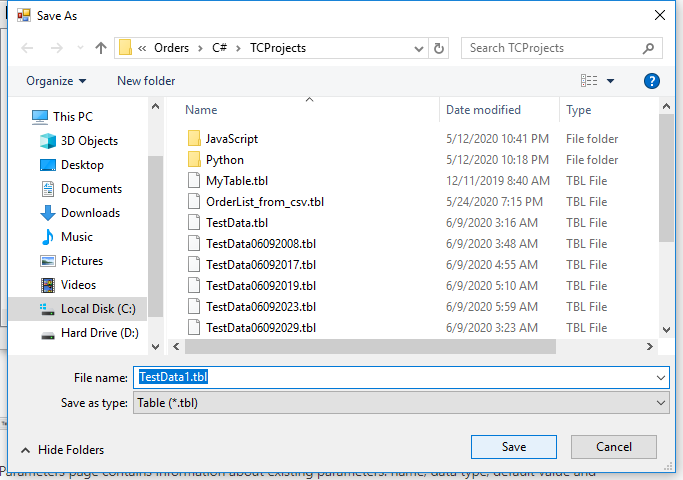 Save As
« Orders > C# > TCProjects
Search TCProjects
Organize New folder
Name Date modified Type
This PC
3D Objects
Desktop
Documents
Downloads
Music
Pictures
Videos
Local Disk (C:)
Hard Drive (D:)
JavaScript 5/12/2020 10:41 PM File folder
Python 5/12/2020 10:18 PM File folder
MyTable.tbl 12/11/2019 8:40 AM TBL File
OrderList_from_csv.tbl 5/24/2020 7:15 PM TBL File
TestData.tbl 6/9/2020 3:16 AM TBL File
TestData06092008.tbl 6/9/2020 3:48 AM TBL File
TestData06092017.tbl 6/9/2020 4:55 AM TBL File
TestData06092019.tbl 6/9/2020 5:10 AM TBL File
TestData06092023.tbl 6/9/2020 5:59 AM TBL File
TestData06092029.tbl 6/9/2020 3:23 AM TBL File
File name: TestData1.tbl
Save as type: Table (*.tbl)
Hide Folders
Save Cancel
Parameters page contains information about existing parameters: name, data type, default value and